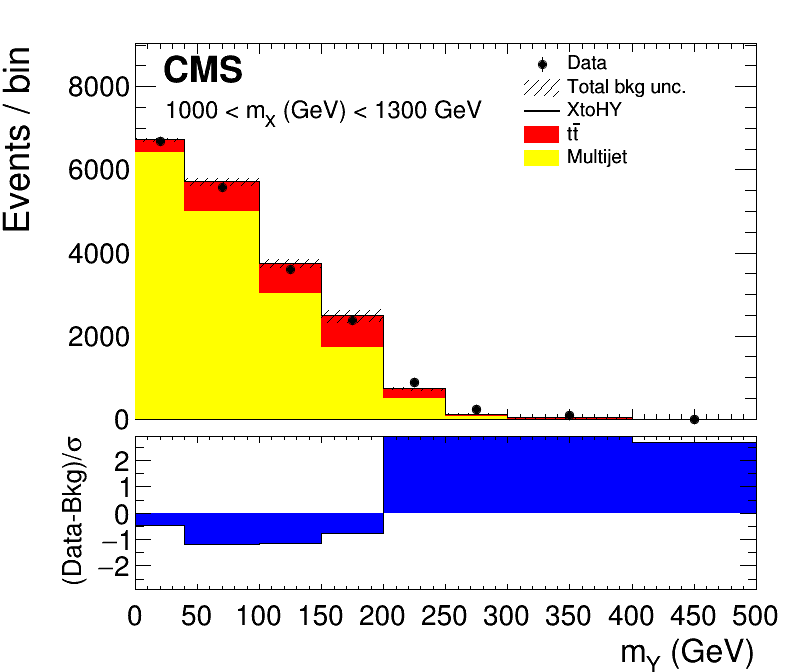 CMS
1000 < mX (GeV) < 1300 GeV
Data
Total bkg unc.
XtoHY
tt̄
Multijet
Events / bin
8000
6000
4000
2000
0
(Data-Bkg)/σ
2
1
0
−1
−2
0 50 100 150 200 250 300 350 400 450 500
mY (GeV)